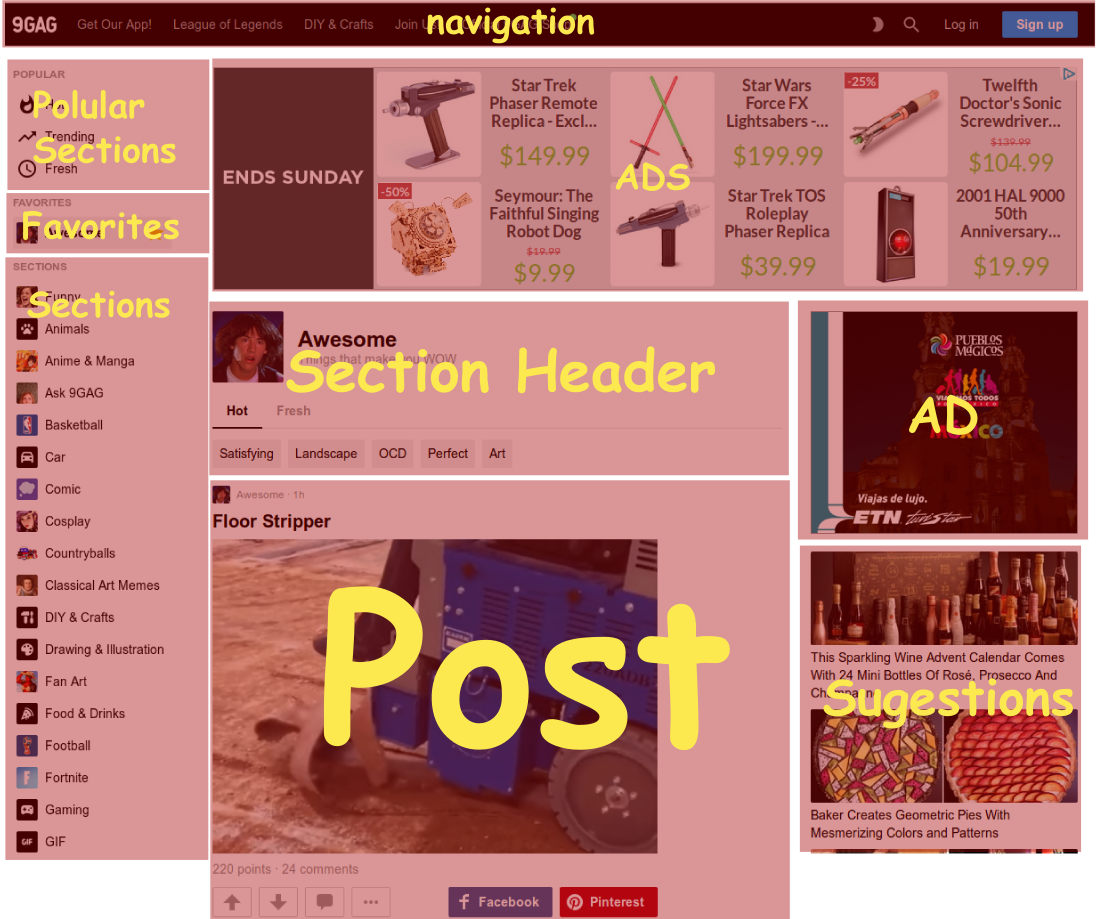 9GAG
Get Our App!
League of Legends
DIY & Crafts
Join
navigation
Log in
Sign up
POPULAR
Polular
Sections
Trending
Fresh
FAVORITES
Favorites
SECTIONS
Sections
Funny
Animals
Anime & Manga
Ask 9GAG
Basketball
Car
Comic
Cosplay
Countryballs
Classical Art Memes
DIY & Crafts
Drawing & Illustration
Fan Art
Food & Drinks
Football
Fortnite
Gaming
GIF
GIF
ENDS SUNDAY
Star Trek
Phaser Remote
Replica - Excl...
$149.99
Star Wars
Force FX
Lightsabers -...
$199.99
-25%
Twelfth
Doctor's Sonic
Screwdriver...
$139.99
$104.99
ADS
-50%
Seymour: The
Faithful Singing
Robot Dog
$19.99
$9.99
Star Trek TOS
Roleplay
Phaser Replica
$39.99
2001 HAL 9000
50th
Anniversary...
$19.99
Awesome
Things that make you WOW
Section Header
Hot
Fresh
Satisfying
Landscape
OCD
Perfect
Art
Awesome · 1h
Floor Stripper
Post
220 points · 24 comments
Facebook
Pinterest
PUEBLOS
MÁGICOS
VIAJEMOS TODOS
AD
MÉXICO
Viajas de lujo.
ETN turistar
This Sparkling Wine Advent Calendar Comes
With 24 Mini Bottles Of Rosé, Prosecco And
Champagne
Sugestions
Baker Creates Geometric Pies With
Mesmerizing Colors and Patterns